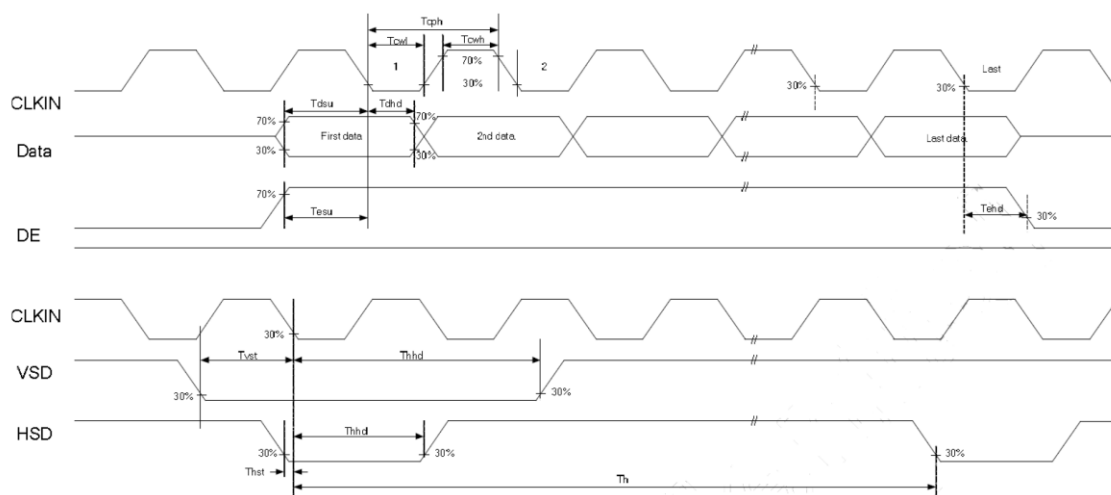 Tcph
Tcwl Tcwh
1 70% 2 Last
30% 30% 30%
CLKIN
Tdsu Tdhd
70% 70%
First data 2nd data Last data
Data
30% 30%
70%
Tesu Tehd
30%
DE
CLKIN
30%
Tvst Thhd
VSD
30% 30%
HSD
Thhd
30% 30% 30%
Thst
Th